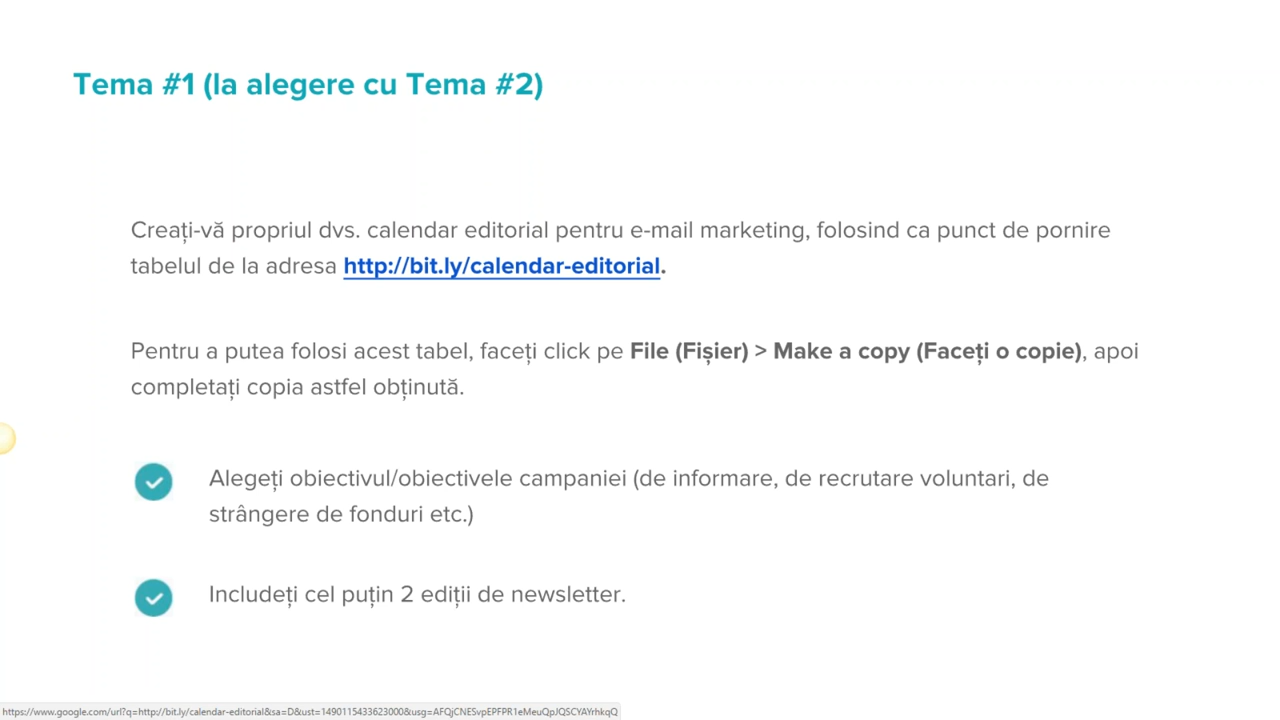 Tema #1 (la alegere cu Tema #2)
Creați-vă propriul dvs. calendar editorial pentru e-mail marketing, folosind ca punct de pornire
tabelul de la adresa http://bit.ly/calendar-editorial.
Pentru a putea folosi acest tabel, faceți click pe File (Fișier) > Make a copy (Faceți o copie), apoi
completați copia astfel obținută.
Alegeți obiectivul/obiectivele campaniei (de informare, de recrutare voluntari, de
strângere de fonduri etc.)
Includeți cel puțin 2 ediții de newsletter.
https://www.google.com/url?q=http://bit.ly/calendar-editorial&sa=D&ust=1490115433623000&usg=AFQjCNESvpEPFPR1eMeuQpJQSCYAYrhkqQ